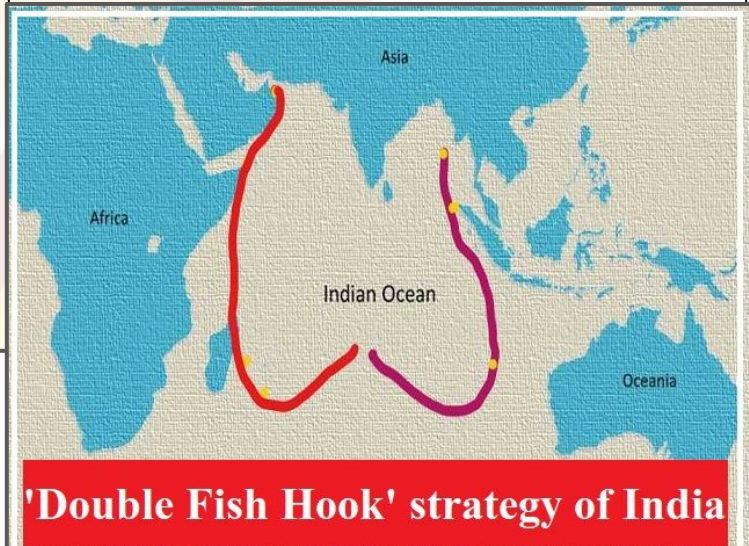 Asia
Africa
Indian Ocean
Oceania
'Double Fish Hook' strategy of India